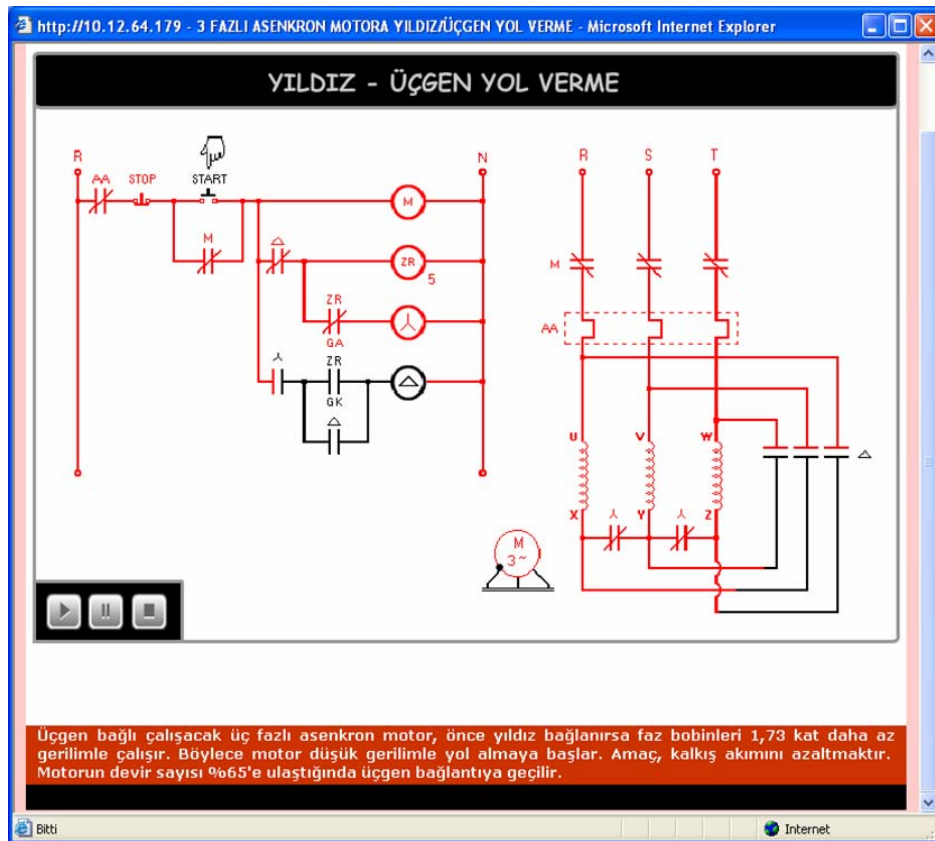 http://10.12.64.179 - 3 FAZLI ASENKRON MOTORA YILDIZ/ÜÇGEN YOL VERME - Microsoft Internet Explorer
YILDIZ - ÜÇGEN YOL VERME
R N R S T
AA STOP START
M
M
ZR
5
M
ZR
GA
AA
ZR
GK
U V W
X Y Z
M
3~
Üçgen bağlı çalışacak üç fazlı asenkron motor, önce yıldız bağlanırsa faz bobinleri 1,73 kat daha az
gerilimle çalışır. Böylece motor düşük gerilimle yol almaya başlar. Amaç, kalkış akımını azaltmaktır.
Motorun devir sayısı %65'e ulaştığında üçgen bağlantıya geçilir.
Bitti
Internet